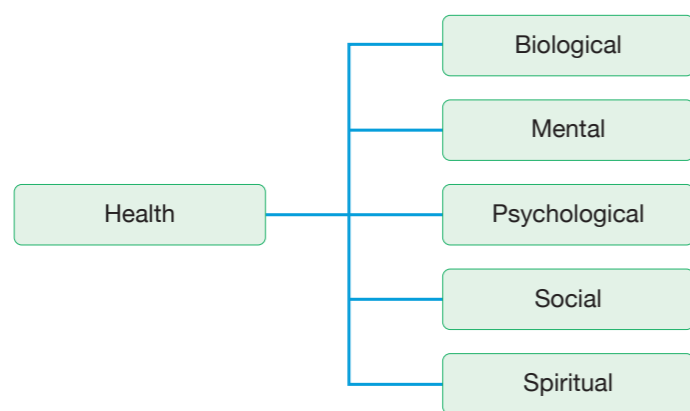 Biological
Mental
Health
Psychological
Social
Spiritual